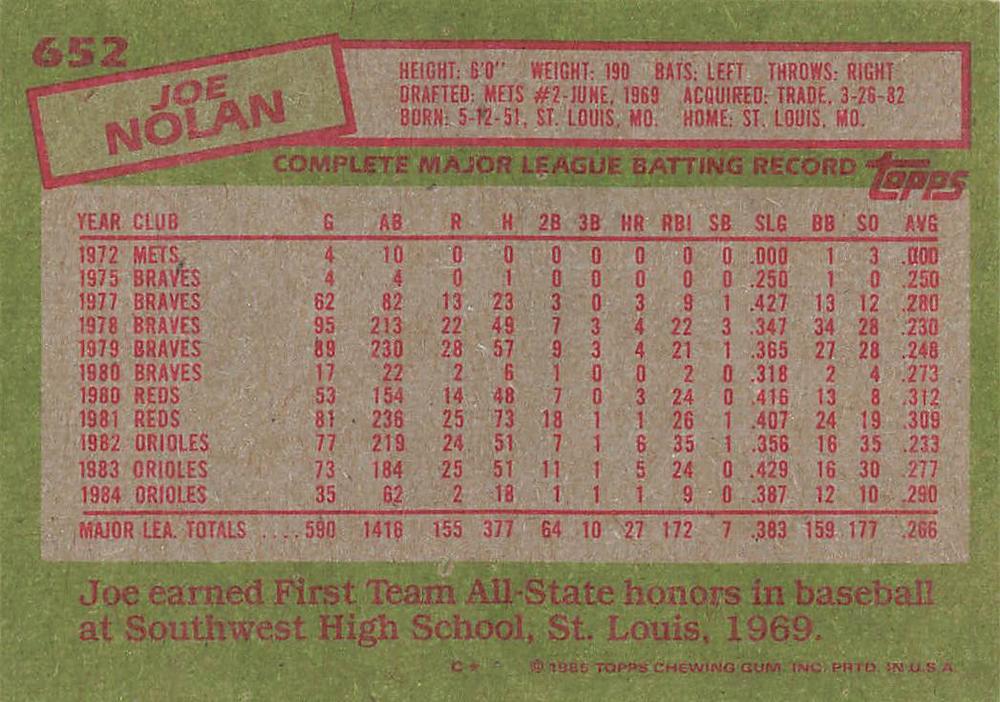 652
JOE
NOLAN
HEIGHT: 6'0" WEIGHT: 190 BATS: LEFT THROWS: RIGHT
DRAFTED: METS #2-JUNE, 1969 ACQUIRED: TRADE, 3-26-82
BORN: 5-12-51, ST. LOUIS, MO. HOME: ST. LOUIS, MO.
COMPLETE MAJOR LEAGUE BATTING RECORD topps
YEAR CLUB G AB R H 2B 3B HR RBI SB SLG BB SO AVG
1972 METS 4 10 0 0 0 0 0 0 0 .000 1 3 .000
1975 BRAVES 4 4 0 1 0 0 0 0 0 .250 1 0 .250
1977 BRAVES 62 82 13 23 3 0 3 9 1 .427 13 12 .280
1978 BRAVES 95 213 22 49 7 3 4 22 3 .347 34 28 .230
1979 BRAVES 89 230 28 57 9 3 4 21 1 .365 27 28 .248
1980 BRAVES 17 22 2 6 1 0 0 2 0 .318 2 4 .273
1980 REDS 53 154 14 48 7 0 3 24 0 .416 13 8 .312
1981 REDS 81 236 25 73 18 1 1 26 1 .407 24 19 .309
1982 ORIOLES 77 219 24 51 7 1 6 35 1 .356 16 35 .233
1983 ORIOLES 73 184 25 51 11 1 5 24 0 .429 16 30 .277
1984 ORIOLES 35 62 2 18 1 1 1 9 0 .387 12 10 .290
MAJOR LEA. TOTALS ....590 1416 155 377 64 10 27 172 7 .383 159 177 .266
Joe earned First Team All-State honors in baseball
at Southwest High School, St. Louis, 1969.
C* © 1985 TOPPS CHEWING GUM, INC. PRTD. IN U.S.A.